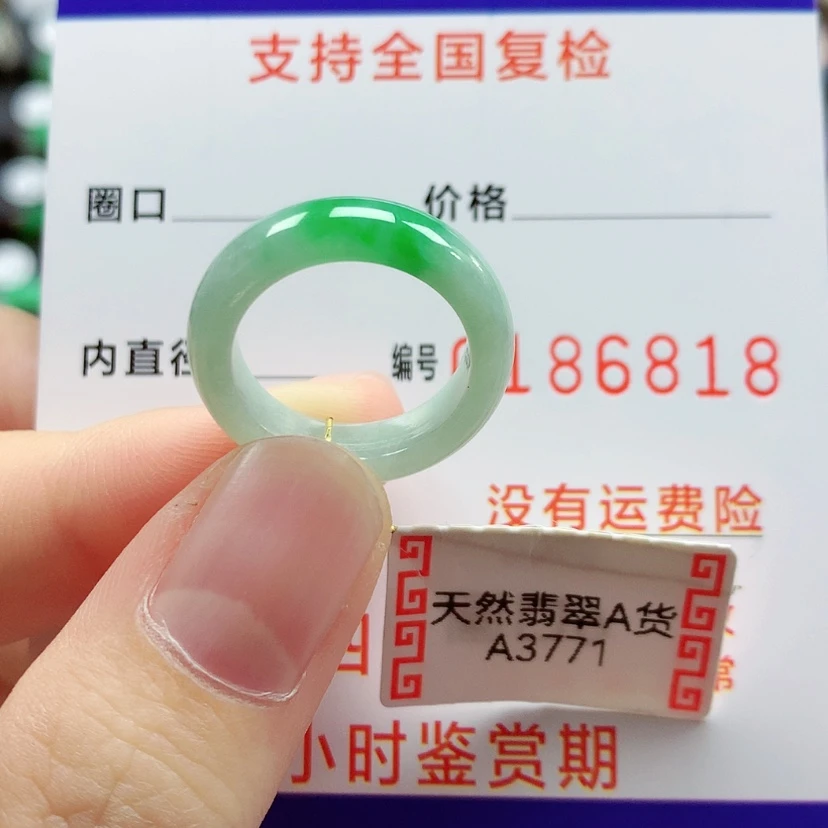 支持全国复检
圈口 价格
内直径 编号 0186818
没有运费险
天然翡翠A货
A3771
小时鉴赏期